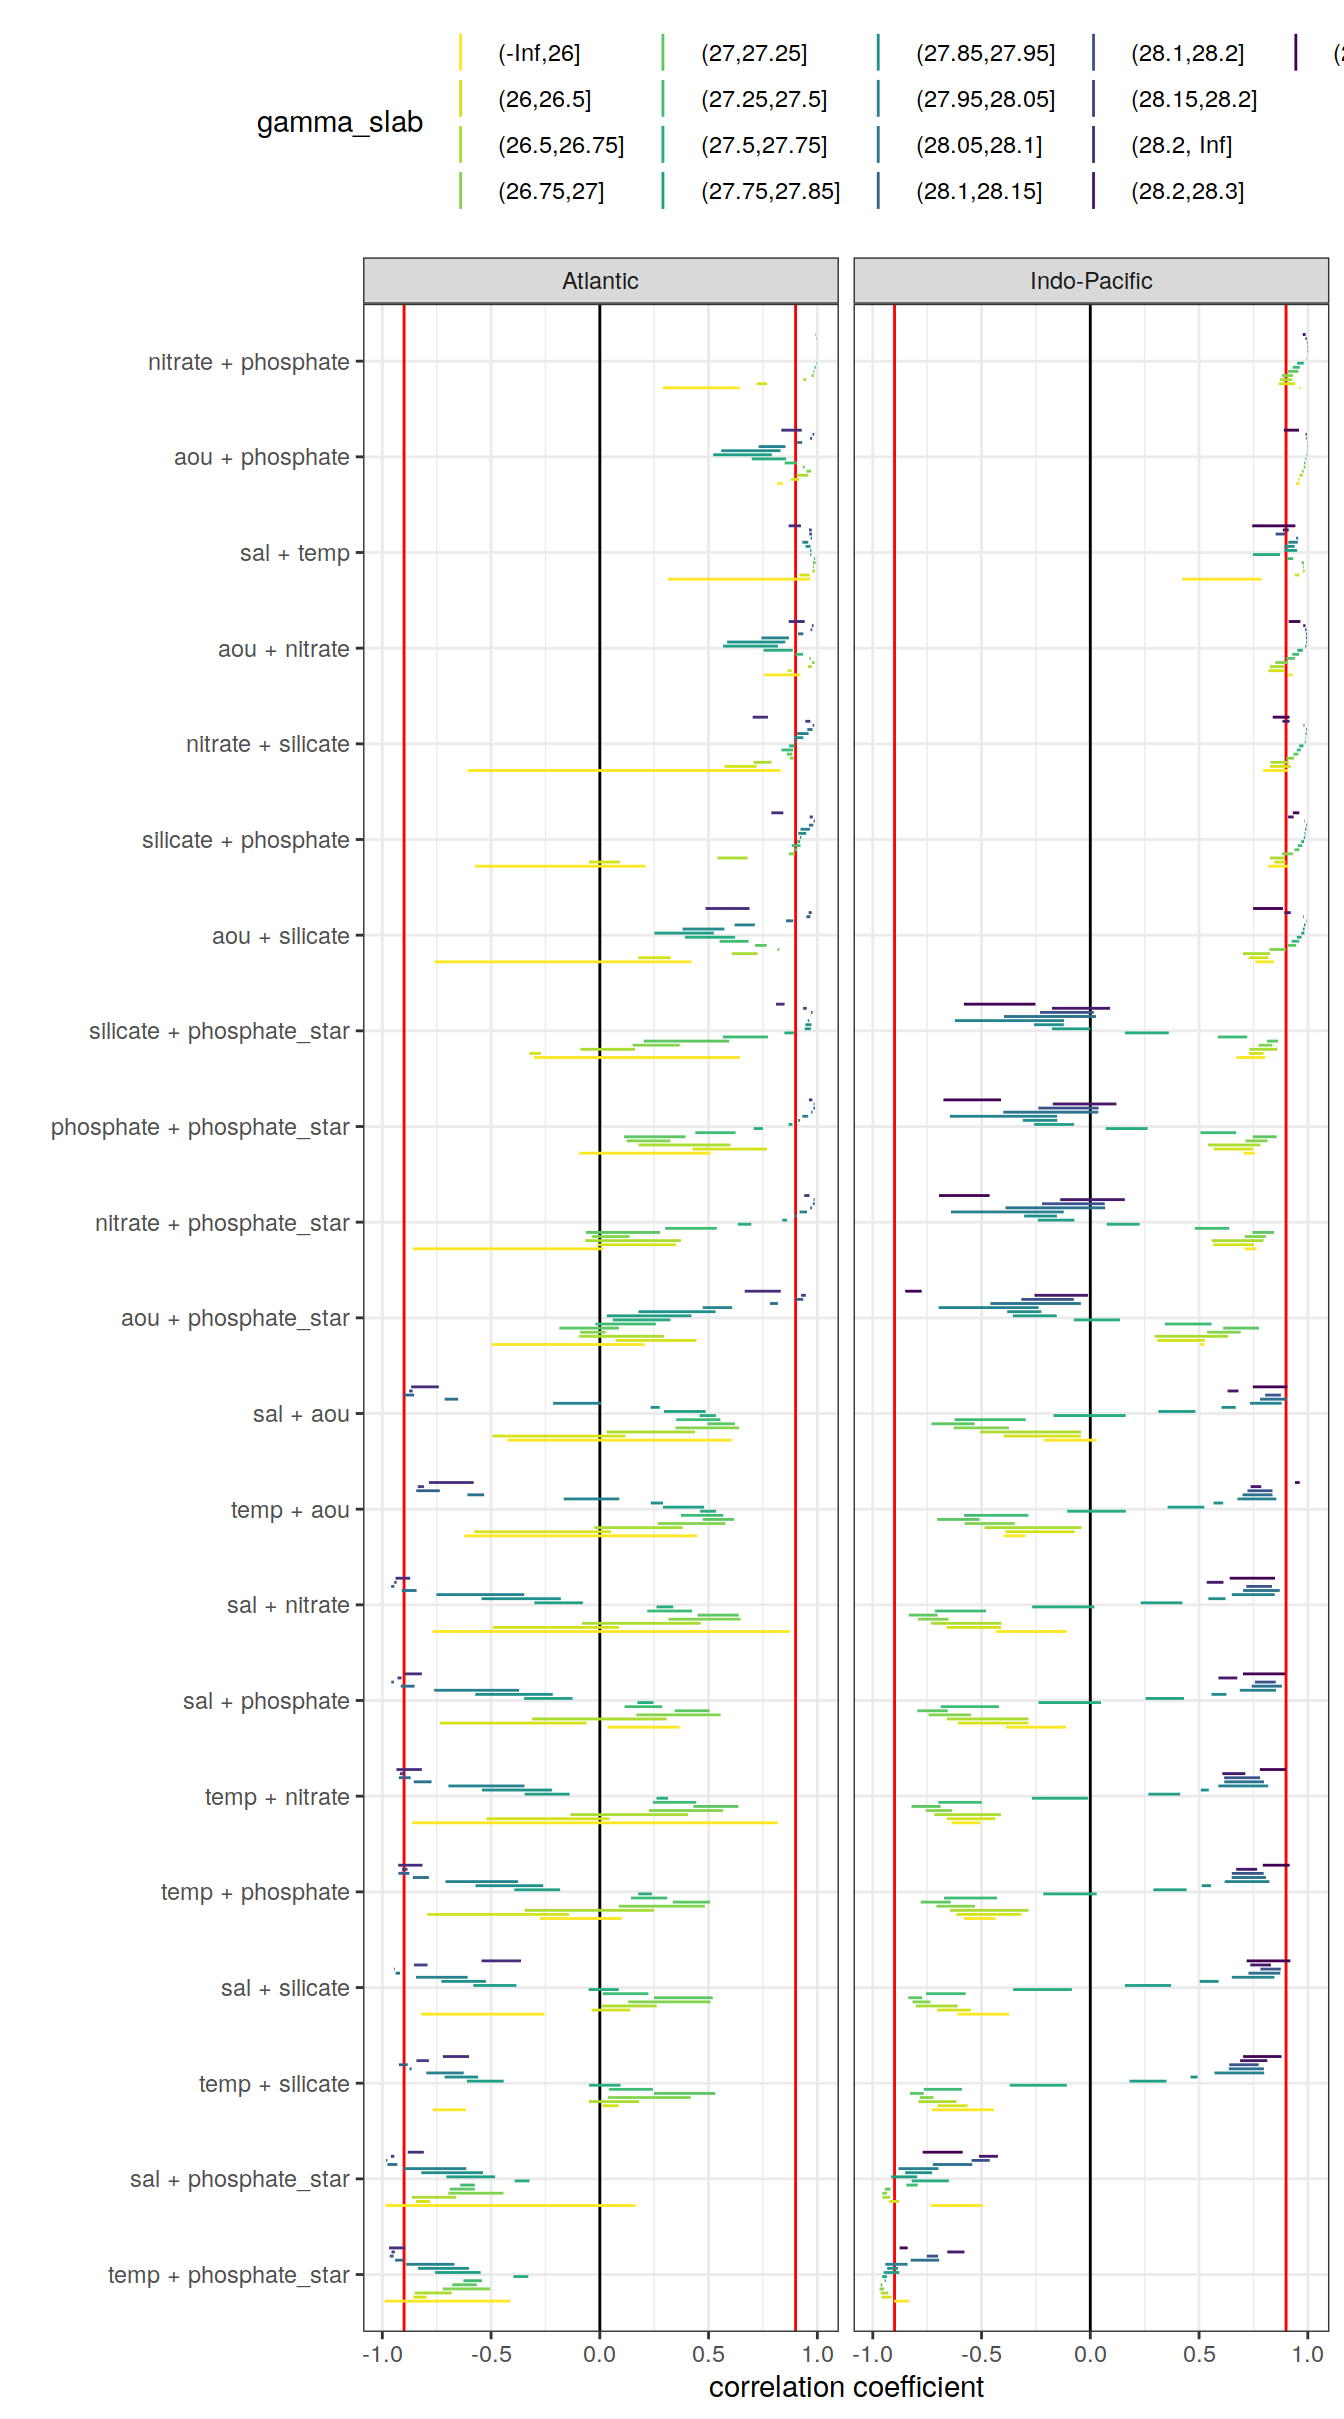 gamma_slab
(-Inf,26]
(26,26.5]
(26.5,26.75]
(26.75,27]
(27,27.25]
(27.25,27.5]
(27.5,27.75]
(27.75,27.85]
(27.85,27.95]
(27.95,28.05]
(28.05,28.1]
(28.1,28.15]
(28.1,28.2]
(28.15,28.2]
(28.2, Inf]
(28.2,28.3]
Atlantic
Indo-Pacific
nitrate + phosphate
aou + phosphate
sal + temp
aou + nitrate
nitrate + silicate
silicate + phosphate
aou + silicate
silicate + phosphate_star
phosphate + phosphate_star
nitrate + phosphate_star
aou + phosphate_star
sal + aou
temp + aou
sal + nitrate
sal + phosphate
temp + nitrate
temp + phosphate
sal + silicate
temp + silicate
sal + phosphate_star
temp + phosphate_star
-1.0 -0.5 0.0 0.5 1.0
-1.0 -0.5 0.0 0.5 1.0
correlation coefficient